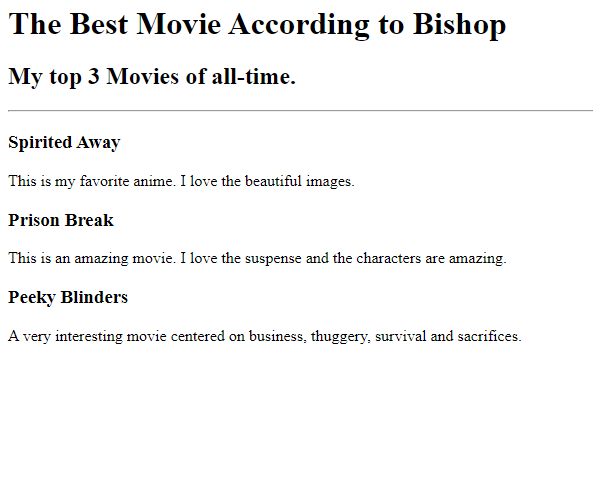 The Best Movie According to Bishop
My top 3 Movies of all-time.
Spirited Away
This is my favorite anime. I love the beautiful images.
Prison Break
This is an amazing movie. I love the suspense and the characters are amazing.
Peeky Blinders
A very interesting movie centered on business, thuggery, survival and sacrifices.